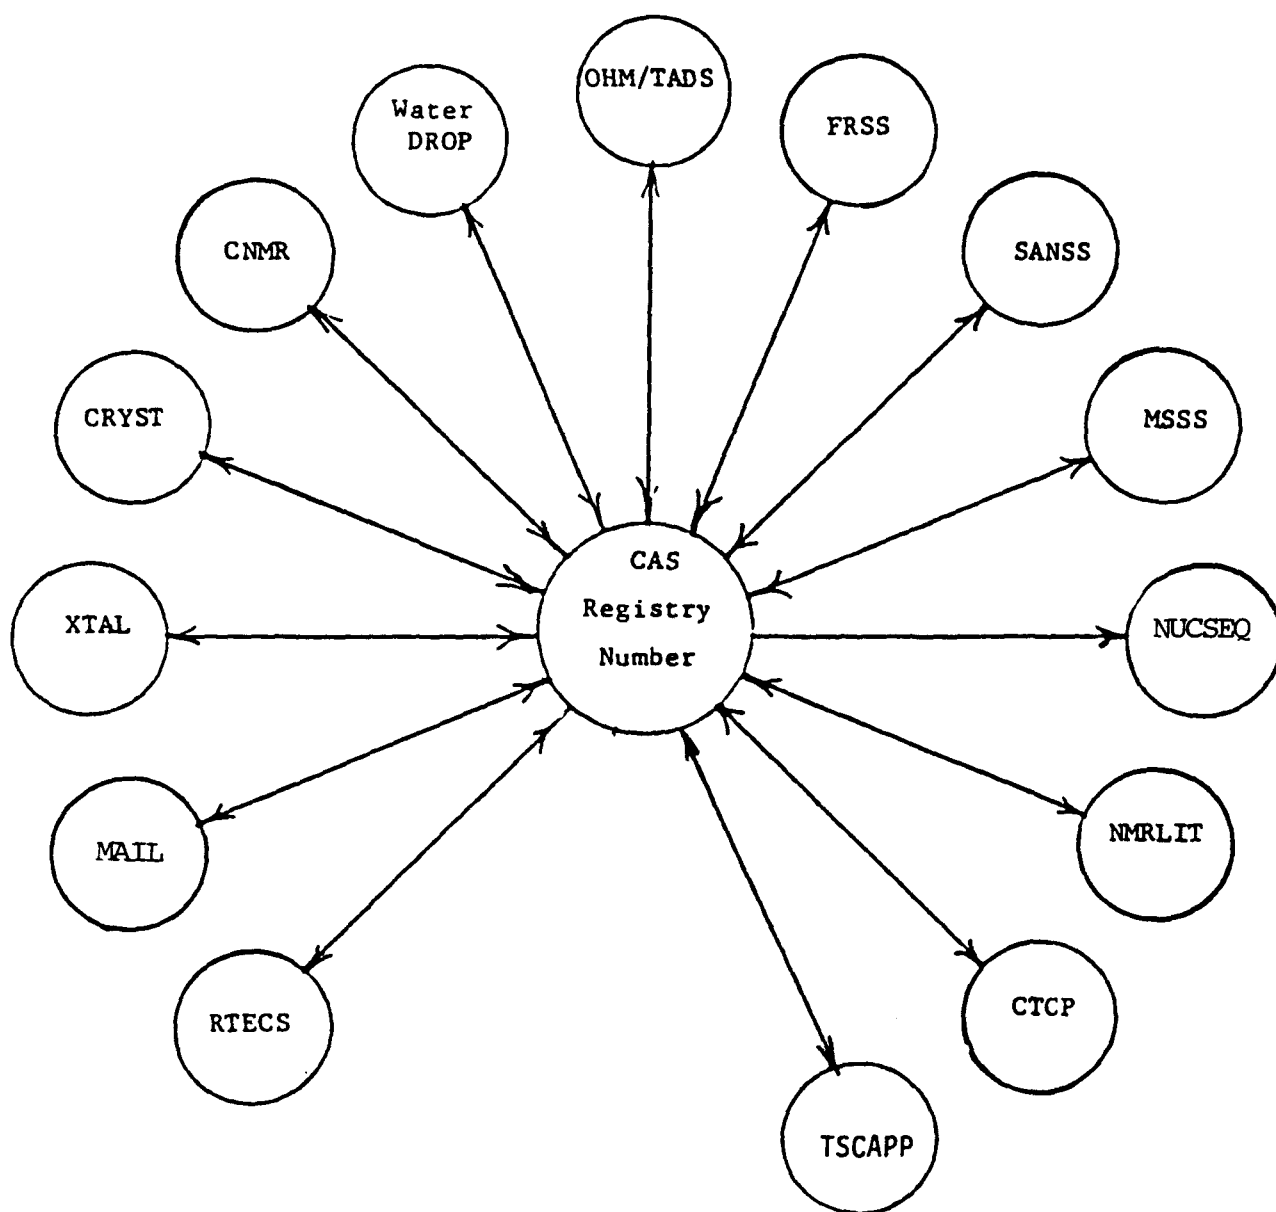 OHM/TADS
Water
DROP
FRSS
CNMR
SANSS
CRYST
MSSS
CAS
Registry
Number
XTAL
NUCSEQ
MAIL
NMRLIT
RTECS
CTCP
TSCAPP